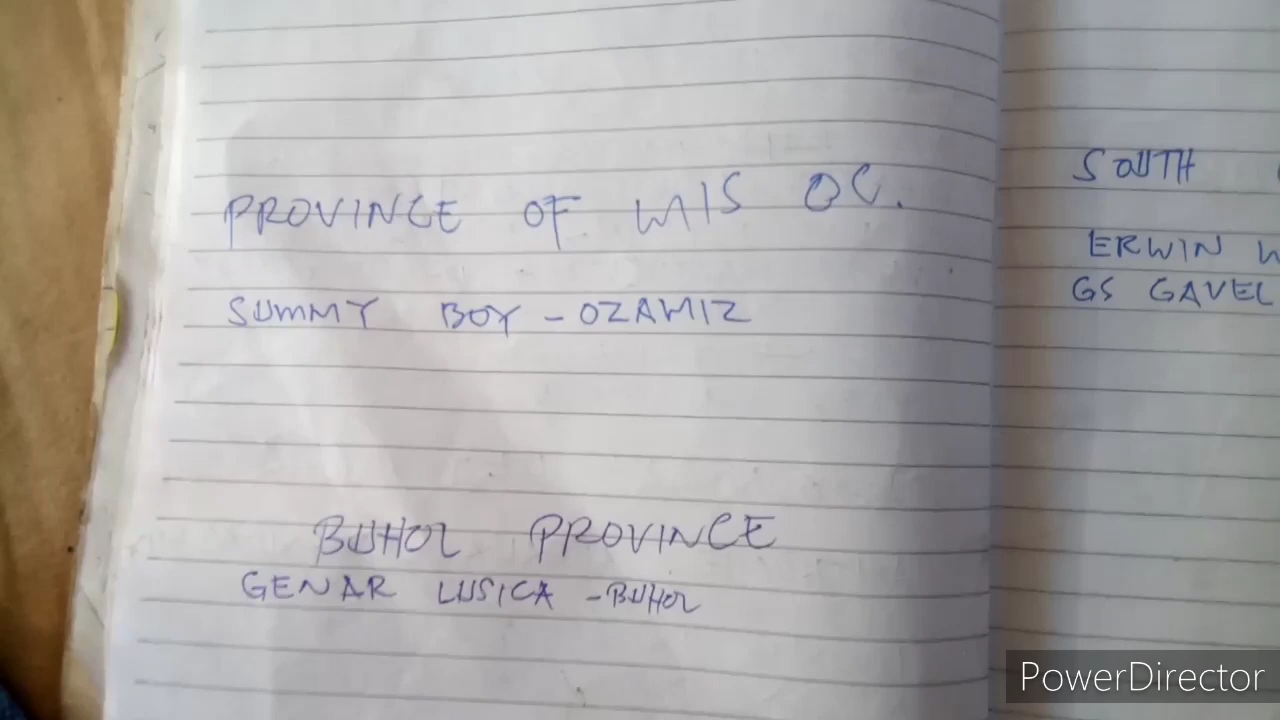 PROVINCE OF MIS OC.
SUMMY BOY - OZAMIZ
BUHOL PROVINCE
GENAR LUSICA - BUHOL
SOUTH
ERWIN
GS GAVEL
PowerDirector